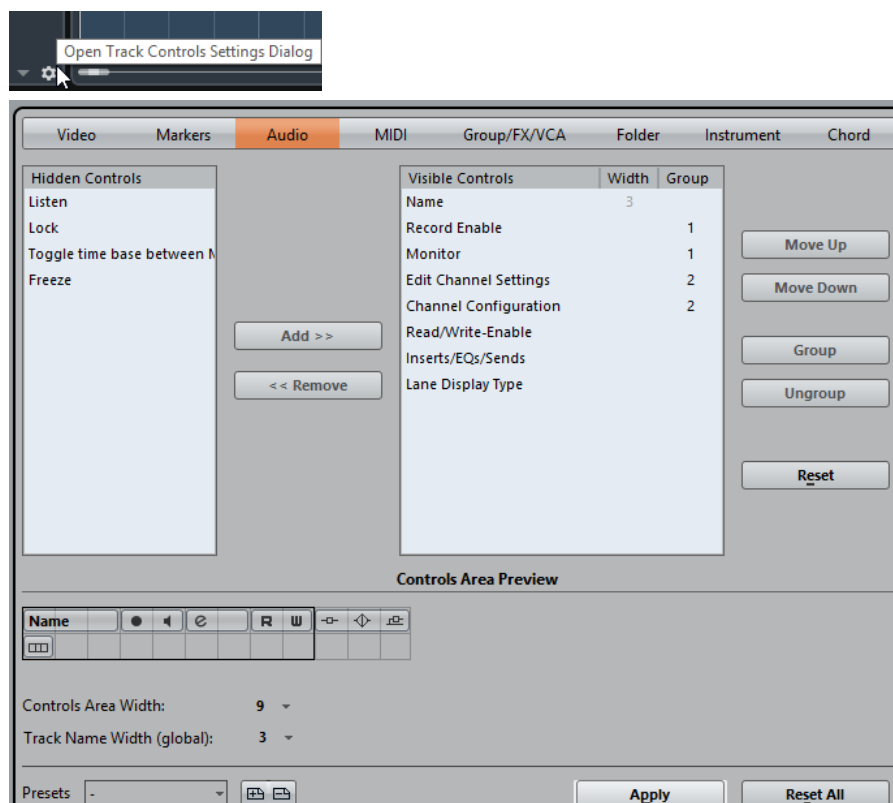 Open Track Controls Settings Dialog
Video Markers Audio MIDI Group/FX/VCA Folder Instrument Chord
Hidden Controls
Listen
Lock
Toggle time base between M
Freeze
Add >>
<< Remove
Visible Controls Width Group
Name 3
Record Enable 1
Monitor 1
Edit Channel Settings 2
Channel Configuration 2
Read/Write-Enable
Inserts/EQs/Sends
Lane Display Type
Move Up
Move Down
Group
Ungroup
Reset
Controls Area Preview
Name e R W
Controls Area Width: 9
Track Name Width (global): 3
Presets - Apply Reset All